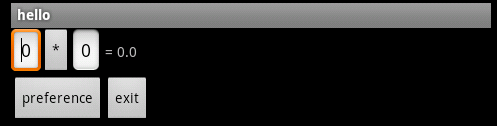 hello
0 * 0 = 0.0
preference exit